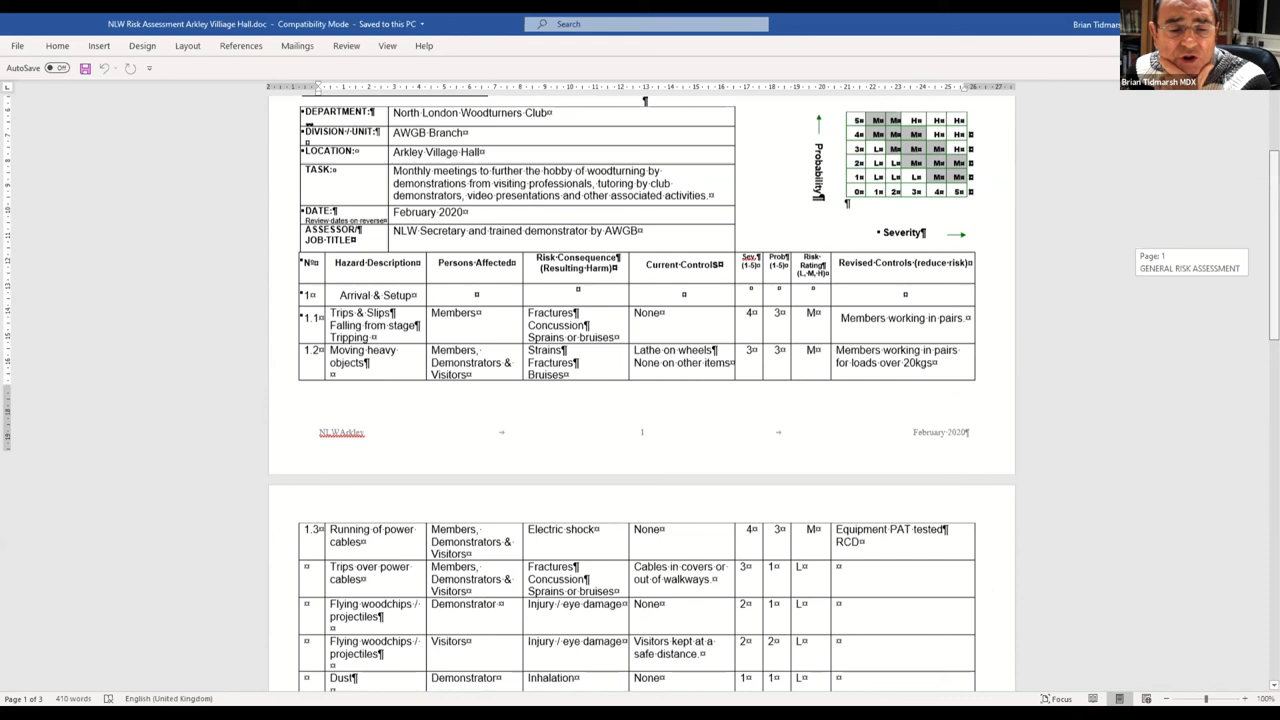 NLW Risk Assessment Arkley Villiage Hall.doc - Compatibility Mode - Saved to this PC
Search
Brian Tidmars
File Home Insert Design Layout References Mailings Review View Help
AutoSave Off
Brian Tidmarsh MDX
DEPARTMENT:¶ North·London·Woodturners·Club¤
DIVISION·/·UNIT:¶ AWGB·Branch¤
LOCATION:¤ Arkley·Village·Hall¤
TASK:¤ Monthly·meetings·to·further·the·hobby·of·woodturning·by·
demonstrations·from·visiting·professionals,·tutoring·by·club·
demonstrators,·video·presentations·and·other·associated·activities.¤
DATE:¶ February·2020¤
Review·dates·on·reverse¤
ASSESSOR/¶ NLW·Secretary·and·trained·demonstrator·by·AWGB¤
JOB·TITLE¤
Probability¶
5¤ M¤ M¤ H¤ H¤ H¤
4¤ M¤ M¤ M¤ H¤ H¤
3¤ L¤ M¤ M¤ M¤ H¤
2¤ L¤ L¤ M¤ M¤ M¤
1¤ L¤ L¤ L¤ M¤ M¤
0¤ 1¤ 2¤ 3¤ 4¤ 5¤
Severity¶
Page: 1
GENERAL RISK ASSESSMENT
Nº¤ Hazard·Description¤ Persons·Affected¤ Risk·Consequence¶ (Resulting·Harm)¤ Current·Controls¤ Sev.¶ (1-5)¤ Prob¶ (1-5)¤ Risk· Rating¶ (L,·M,·H)¤ Revised·Controls·(reduce·risk)¤
1¤ Arrival·&·Setup¤
1.1¤ Trips·&·Slips¶ Members¤ Fractures¶ None¤ 4¤ 3¤ M¤ Members·working·in·pairs.¤
Falling·from·stage¶ Concussion¶
Tripping·¤ Sprains·or·bruises¤
1.2¤ Moving·heavy· Members,· Strains¶ Lathe·on·wheels¶ 3¤ 3¤ M¤ Members·working·in·pairs·
objects¶ Demonstrators·&· Fractures¶ None·on·other·items¤ for·loads·over·20kgs¤
Visitors¤ Bruises¤
NLWArkley 1 February·2020¶
1.3¤ Running·of·power· Members,· Electric·shock¤ None¤ 4¤ 3¤ M¤ Equipment·PAT·tested¶
cables¤ Demonstrators·&· RCD¤
Visitors¤
Trips·over·power· Members,· Fractures¶ Cables·in·covers·or· 3¤ 1¤ L¤
cables¤ Demonstrators·&· Concussion¶ out·of·walkways.¤
Visitors¤ Sprains·or·bruises¤
Flying·woodchips·/· Demonstrator·¤ Injury·/·eye·damage¤ None¤ 2¤ 1¤ L¤
projectiles¶
Flying·woodchips·/· Visitors¤ Injury·/·eye·damage¤ Visitors·kept·at·a· 2¤ 2¤ L¤
projectiles¶ safe·distance.¤
Dust¶ Demonstrator¤ Inhalation¤ None¤ 1¤ 1¤ L¤
Page 1 of 3 410 words English (United Kingdom) Focus 100%